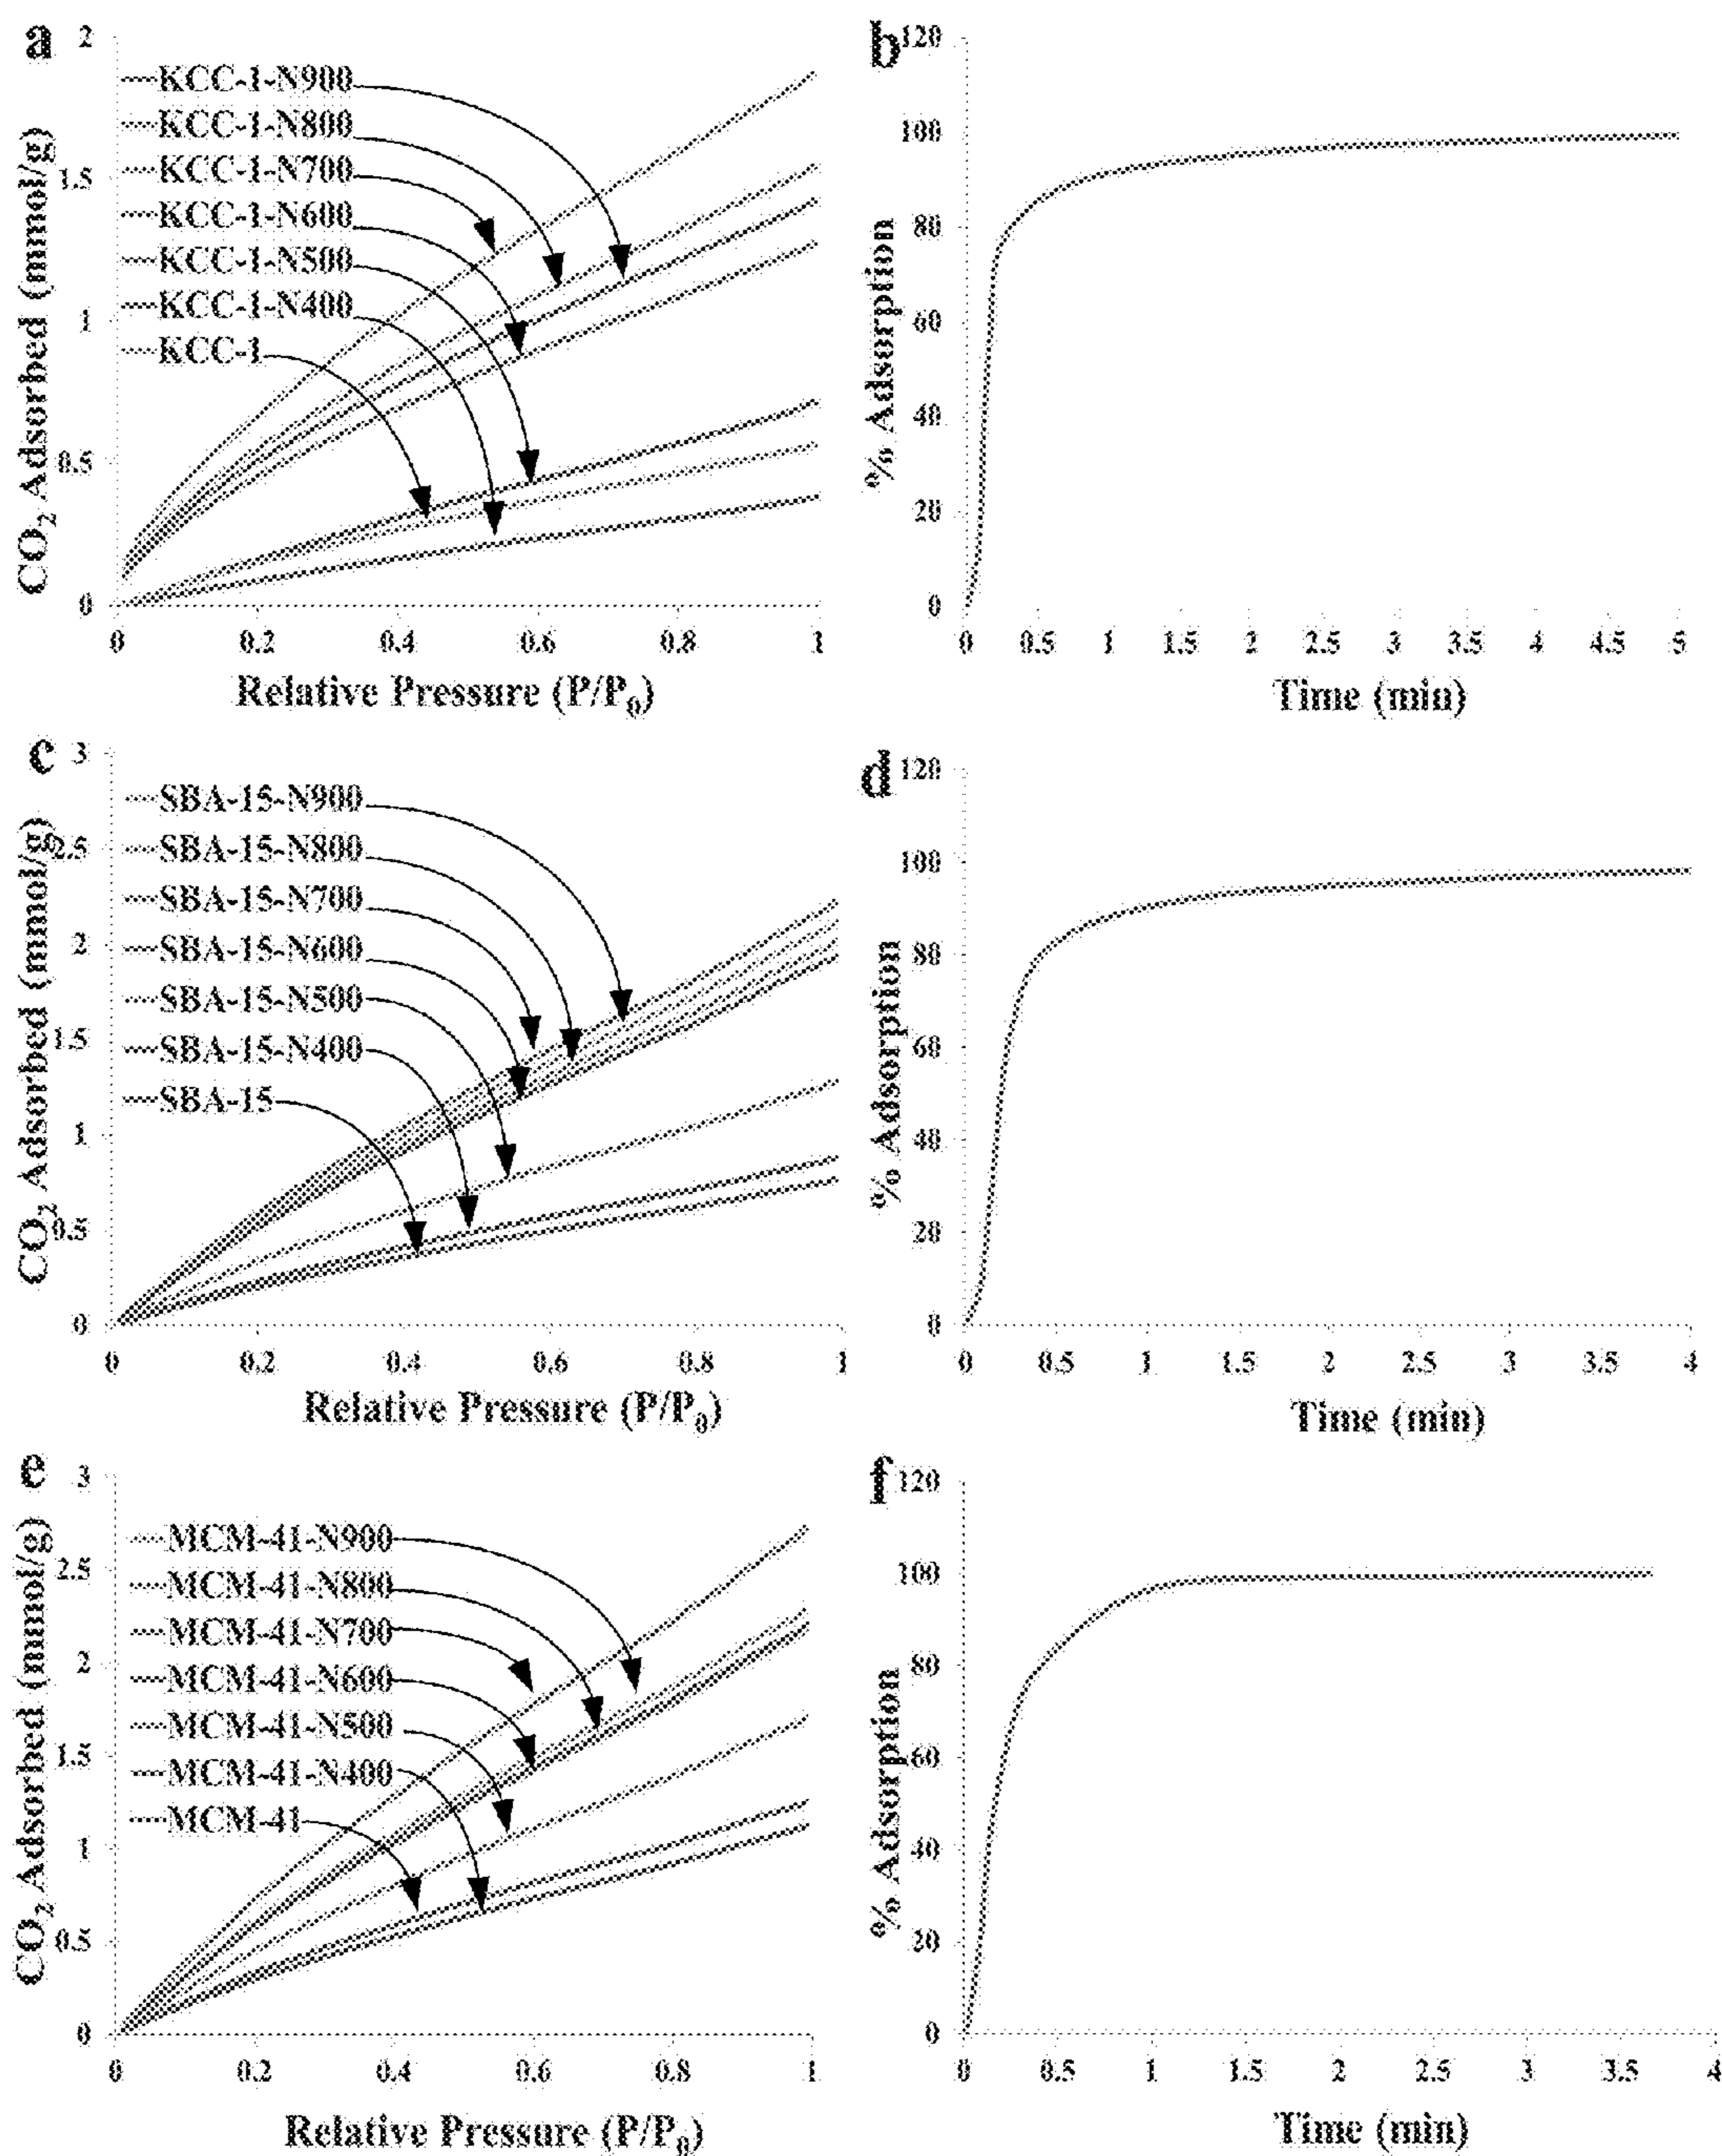 a
2
1.5
1
0.5
0
CO₂ Adsorbed (mmol/g)
KCC-1-N900
KCC-1-N800
KCC-1-N700
KCC-1-N600
KCC-1-N500
KCC-1-N400
KCC-1
0 0.2 0.4 0.6 0.8 1
Relative Pressure (P/P₀)
b
120
100
80
60
40
20
0
% Adsorption
0 0.5 1 1.5 2 2.5 3 3.5 4 4.5 5
Time (min)
c
3
2.5
2
1.5
1
0.5
0
CO₂ Adsorbed (mmol/g)
SBA-15-N900
SBA-15-N800
SBA-15-N700
SBA-15-N600
SBA-15-N500
SBA-15-N400
SBA-15
0 0.2 0.4 0.6 0.8 1
Relative Pressure (P/P₀)
d
120
100
80
60
40
20
0
% Adsorption
0 0.5 1 1.5 2 2.5 3 3.5 4
Time (min)
e
3
2.5
2
1.5
1
0.5
0
CO₂ Adsorbed (mmol/g)
MCM-41-N900
MCM-41-N800
MCM-41-N700
MCM-41-N600
MCM-41-N500
MCM-41-N400
MCM-41
0 0.2 0.4 0.6 0.8 1
Relative Pressure (P/P₀)
f
120
100
80
60
40
20
0
% Adsorption
0 0.5 1 1.5 2 2.5 3 3.5 4
Time (min)